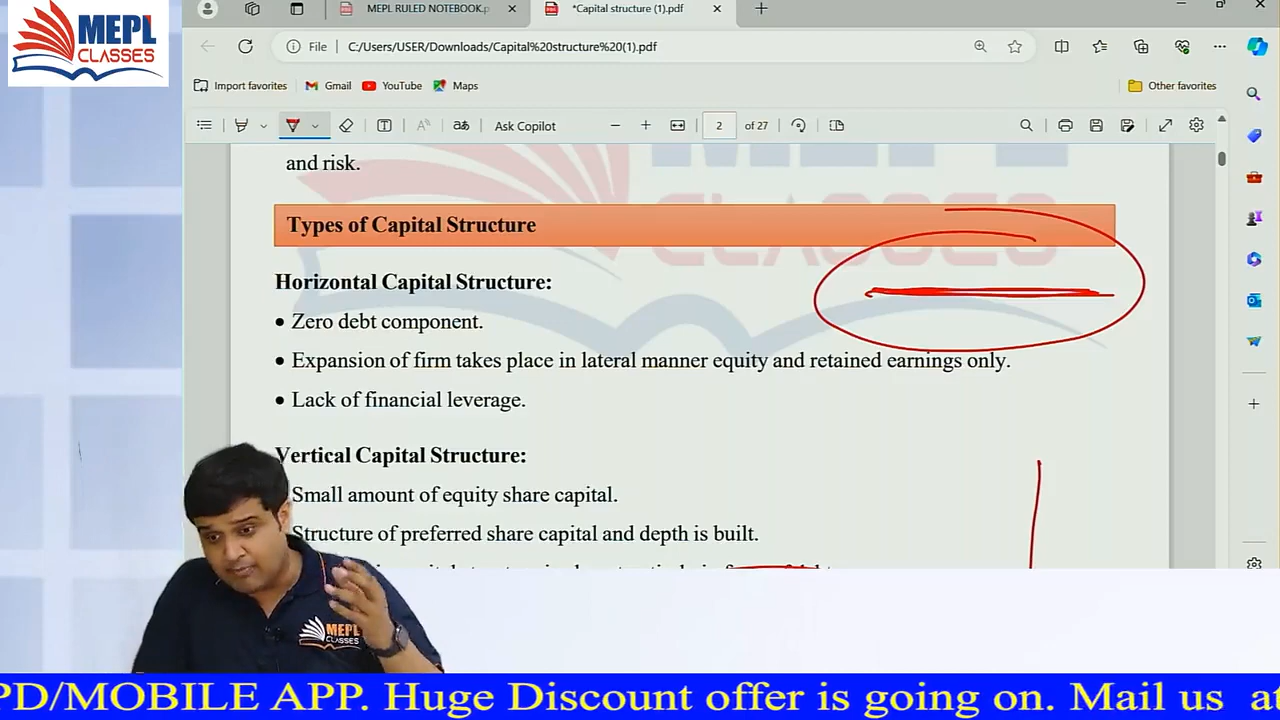 MEPL
CLASSES
MEPL RULED NOTEBOOK.p
*Capital structure (1).pdf
File
C:/Users/USER/Downloads/Capital%20structure%20(1).pdf
Import favorites
Gmail
YouTube
Maps
Other favorites
Ask Copilot
2
of 27
and risk.
CLASSES
Types of Capital Structure
Horizontal Capital Structure:
• Zero debt component.
• Expansion of firm takes place in lateral manner equity and retained earnings only.
• Lack of financial leverage.
Vertical Capital Structure:
Small amount of equity share capital.
Structure of preferred share capital and depth is built.
MEPL
CLASSES
PD/MOBILE APP. Huge Discount offer is going on. Mail us at